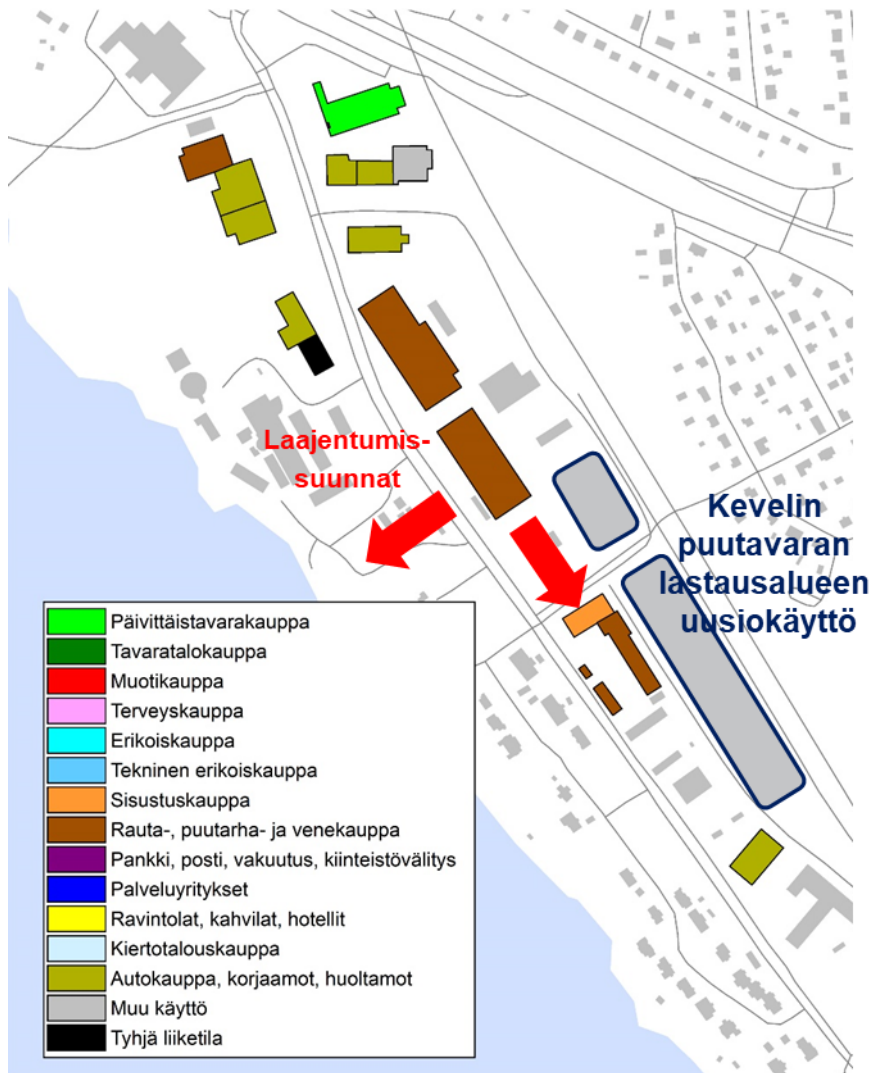 Laajentumis-
suunnat
Kevelin
puutavaran
lastausalueen
uusiokäyttö
Päivittäistavarakauppa
Tavaratalokauppa
Muotikauppa
Terveyskauppa
Erikoiskauppa
Tekninen erikoiskauppa
Sisustuskauppa
Rauta-, puutarha- ja venekauppa
Pankki, posti, vakuutus, kiinteistövälitys
Palveluyritykset
Ravintolat, kahvilat, hotellit
Kiertotalouskauppa
Autokauppa, korjaamot, huoltamot
Muu käyttö
Tyhjä liiketila